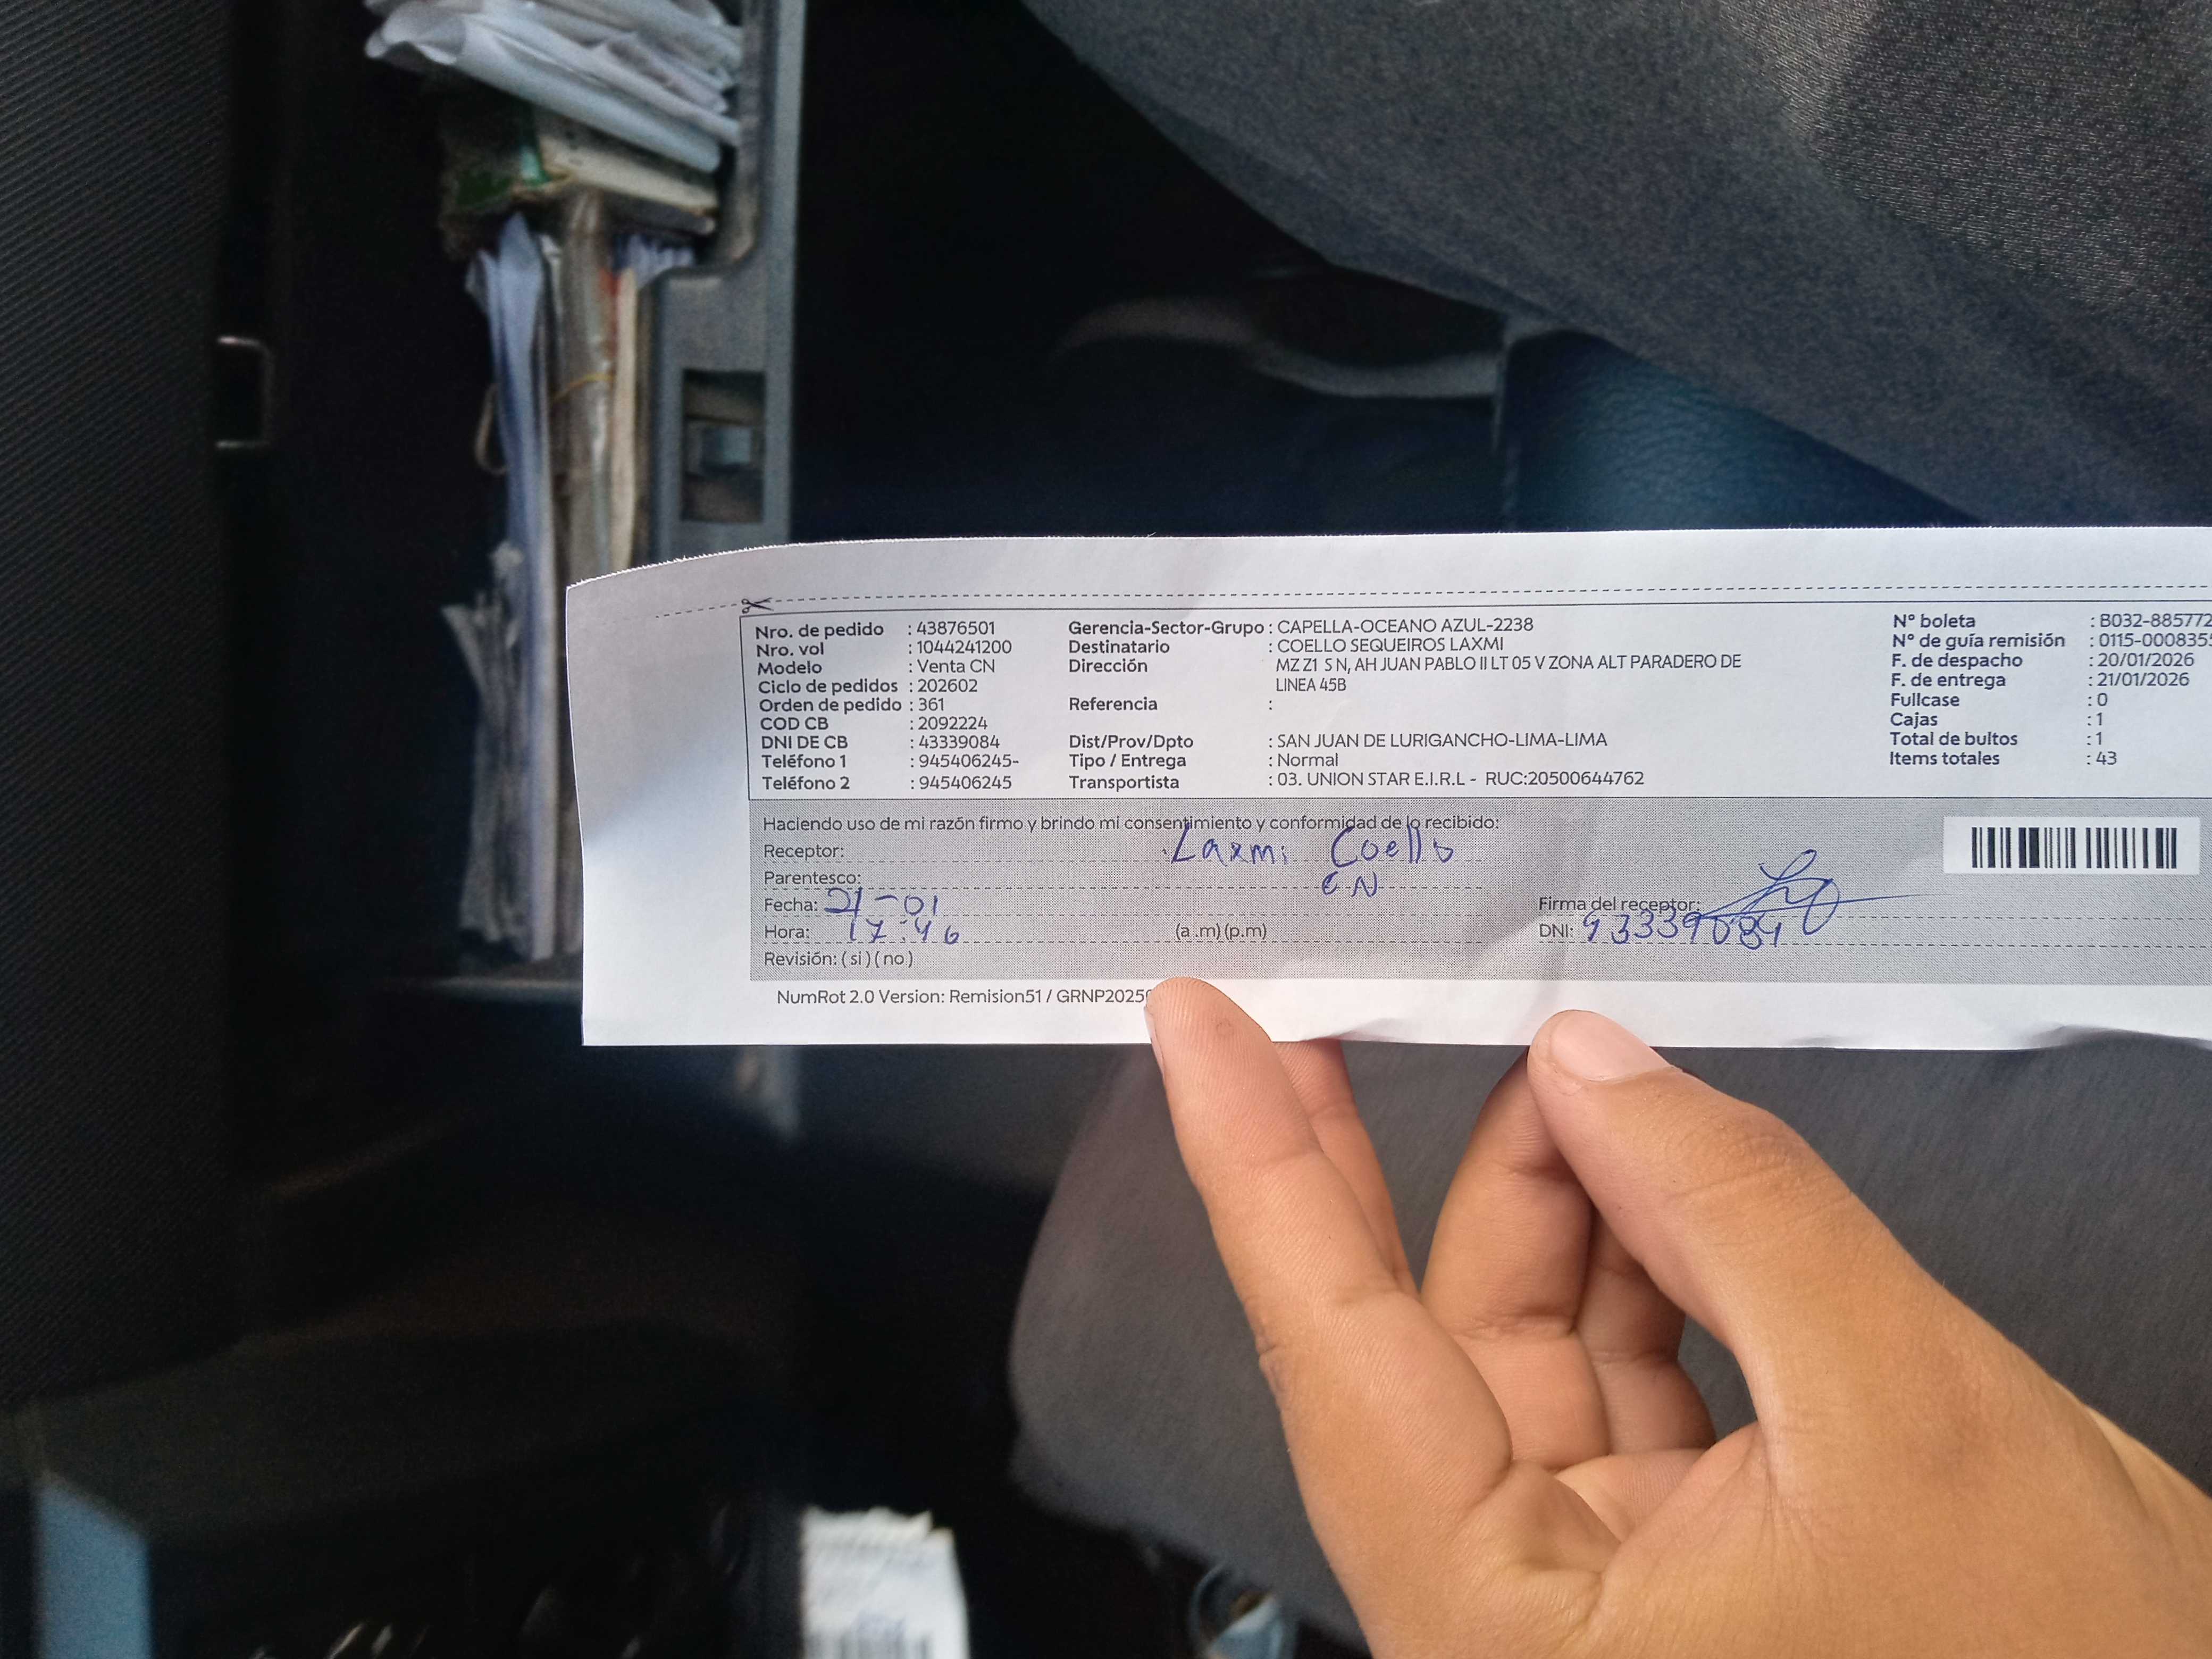 Nro. de pedido : 43876501
Nro. vol : 1044241200
Modelo : Venta CN
Ciclo de pedidos : 202602
Orden de pedido : 361
COD CB : 2092224
DNI DE CB : 43339084
Teléfono 1 : 945406245-
Teléfono 2 : 945406245
Gerencia-Sector-Grupo : CAPELLA-OCEANO AZUL-2238
Destinatario : COELLO SEQUEIROS LAXMI
Dirección MZ Z1 S N, AH JUAN PABLO II LT 05 V ZONA ALT PARADERO DE
LINEA 45B
Referencia :
Dist/Prov/Dpto : SAN JUAN DE LURIGANCHO-LIMA-LIMA
Tipo / Entrega : Normal
Transportista : 03. UNION STAR E.I.R.L - RUC:20500644762
N° boleta : B032-885772
N° de guía remisión : 0115-000835
F. de despacho : 20/01/2026
F. de entrega : 21/01/2026
Fullcase : 0
Cajas : 1
Total de bultos : 1
Items totales : 43
Haciendo uso de mi razón firmo y brindo mi consentimiento y conformidad de lo recibido:
Receptor: Laxmi Coello
Parentesco: CN
Fecha: 21-01
Hora: 17:46 (a .m) (p.m)
Revisión: ( si ) ( no )
Firma del receptor:
DNI: 43339084
NumRot 2.0 Version: Remision51 / GRNP2025